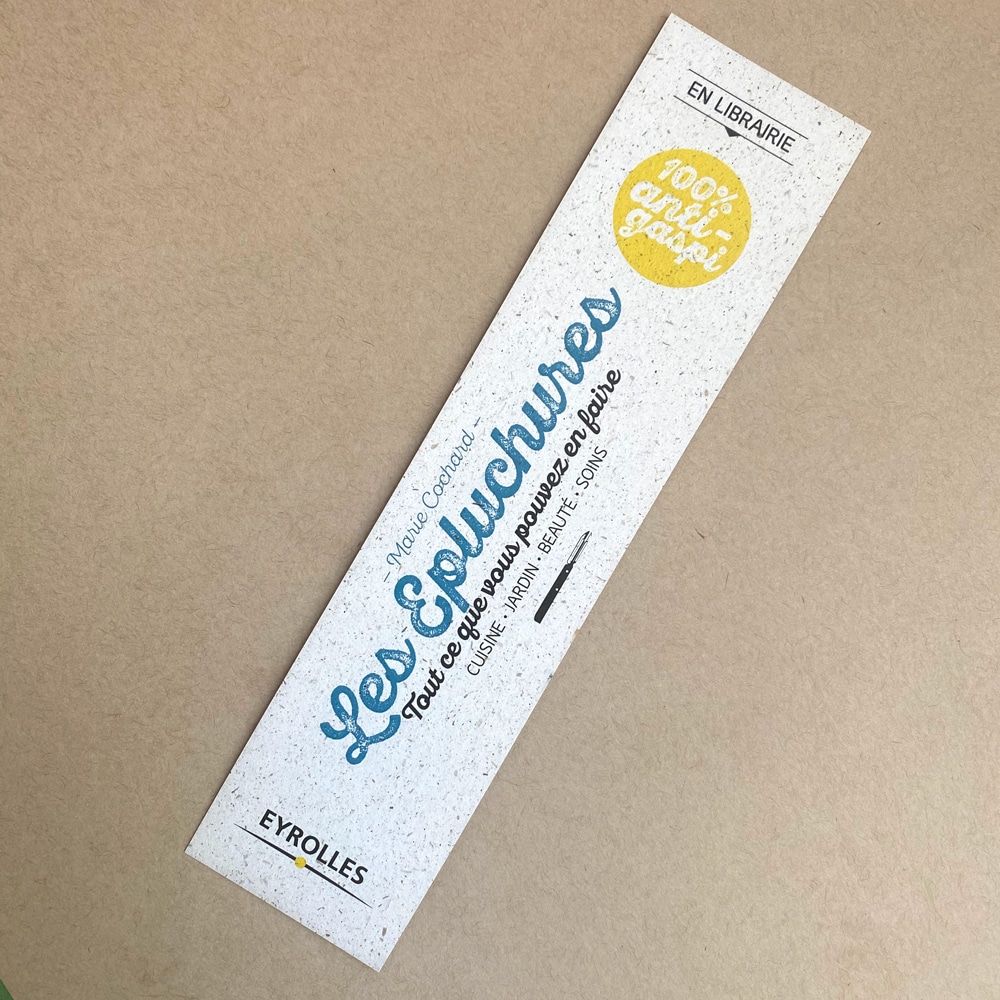 EN LIBRAIRIE
100%
anti-
gaspi
- Marie Cochard -
Les Epluchures
Tout ce que vous pouvez en faire
CUISINE • JARDIN • BEAUTÉ • SOINS
EYROLLES